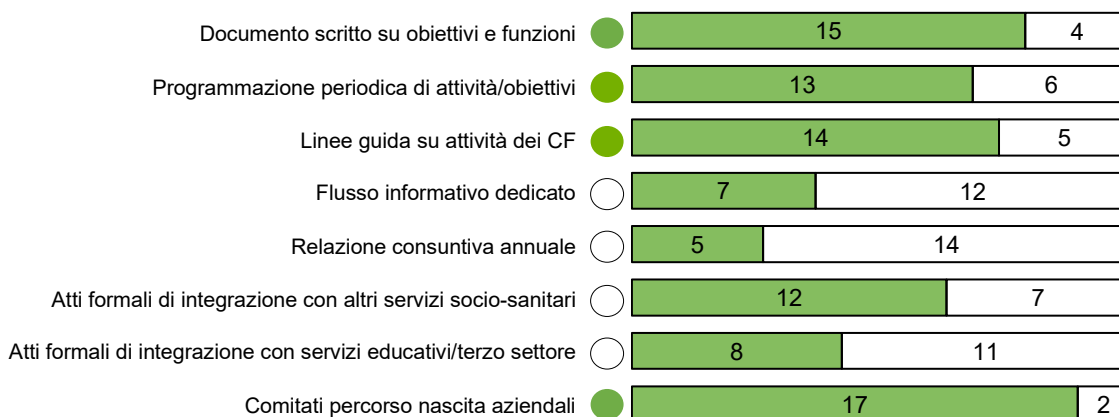 Documento scritto su obiettivi e funzioni 15 4
Programmazione periodica di attività/obiettivi 13 6
Linee guida su attività dei CF 14 5
Flusso informativo dedicato 7 12
Relazione consuntiva annuale 5 14
Atti formali di integrazione con altri servizi socio-sanitari 12 7
Atti formali di integrazione con servizi educativi/terzo settore 8 11
Comitati percorso nascita aziendali 17 2